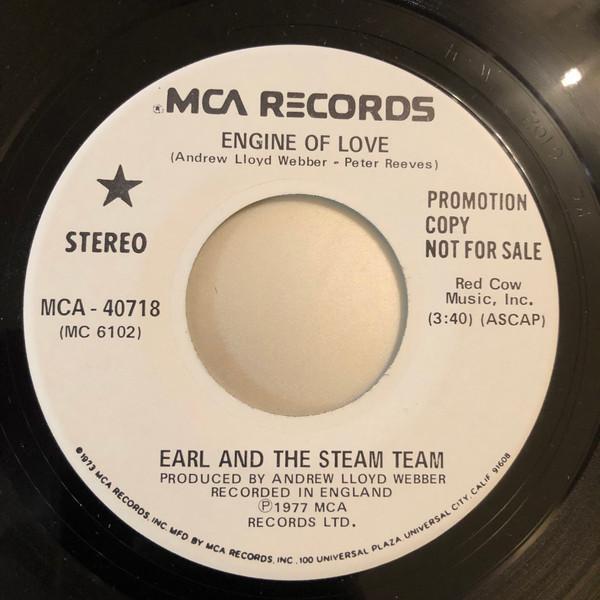 MCA RECORDS
ENGINE OF LOVE
(Andrew Lloyd Webber - Peter Reeves)
STEREO
PROMOTION
COPY
NOT FOR SALE
MCA - 40718
(MC 6102)
Red Cow
Music, Inc.
(3:40) (ASCAP)
EARL AND THE STEAM TEAM
PRODUCED BY ANDREW LLOYD WEBBER
RECORDED IN ENGLAND
Ⓟ1977 MCA
RECORDS LTD.
©1973 MCA RECORDS, INC. MFD BY MCA RECORDS, INC., 100 UNIVERSAL PLAZA, UNIVERSAL CITY, CALIF. 91608